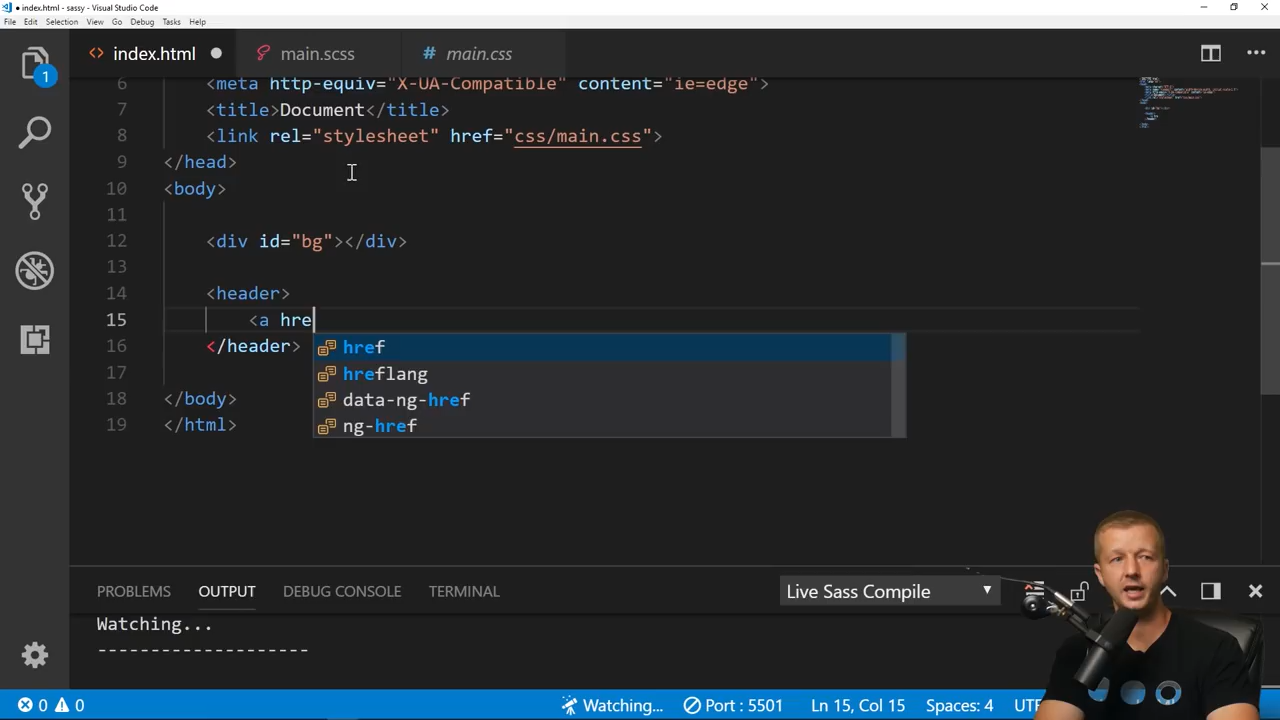 index.html - sassy - Visual Studio Code
File Edit Selection View Go Debug Tasks Help
index.html main.scss # main.css
1
6 <meta http-equiv="X-UA-Compatible" content="ie=edge">
7 <title>Document</title>
8 <link rel="stylesheet" href="css/main.css">
9 </head>
10 <body>
11
12 <div id="bg"></div>
13
14 <header>
15 <a hre
href
hreflang
data-ng-href
ng-href
16 </header>
17
18 </body>
19 </html>
PROBLEMS OUTPUT DEBUG CONSOLE TERMINAL Live Sass Compile
Watching...
--------------------
0 0 Watching... Port : 5501 Ln 15, Col 15 Spaces: 4 UTF